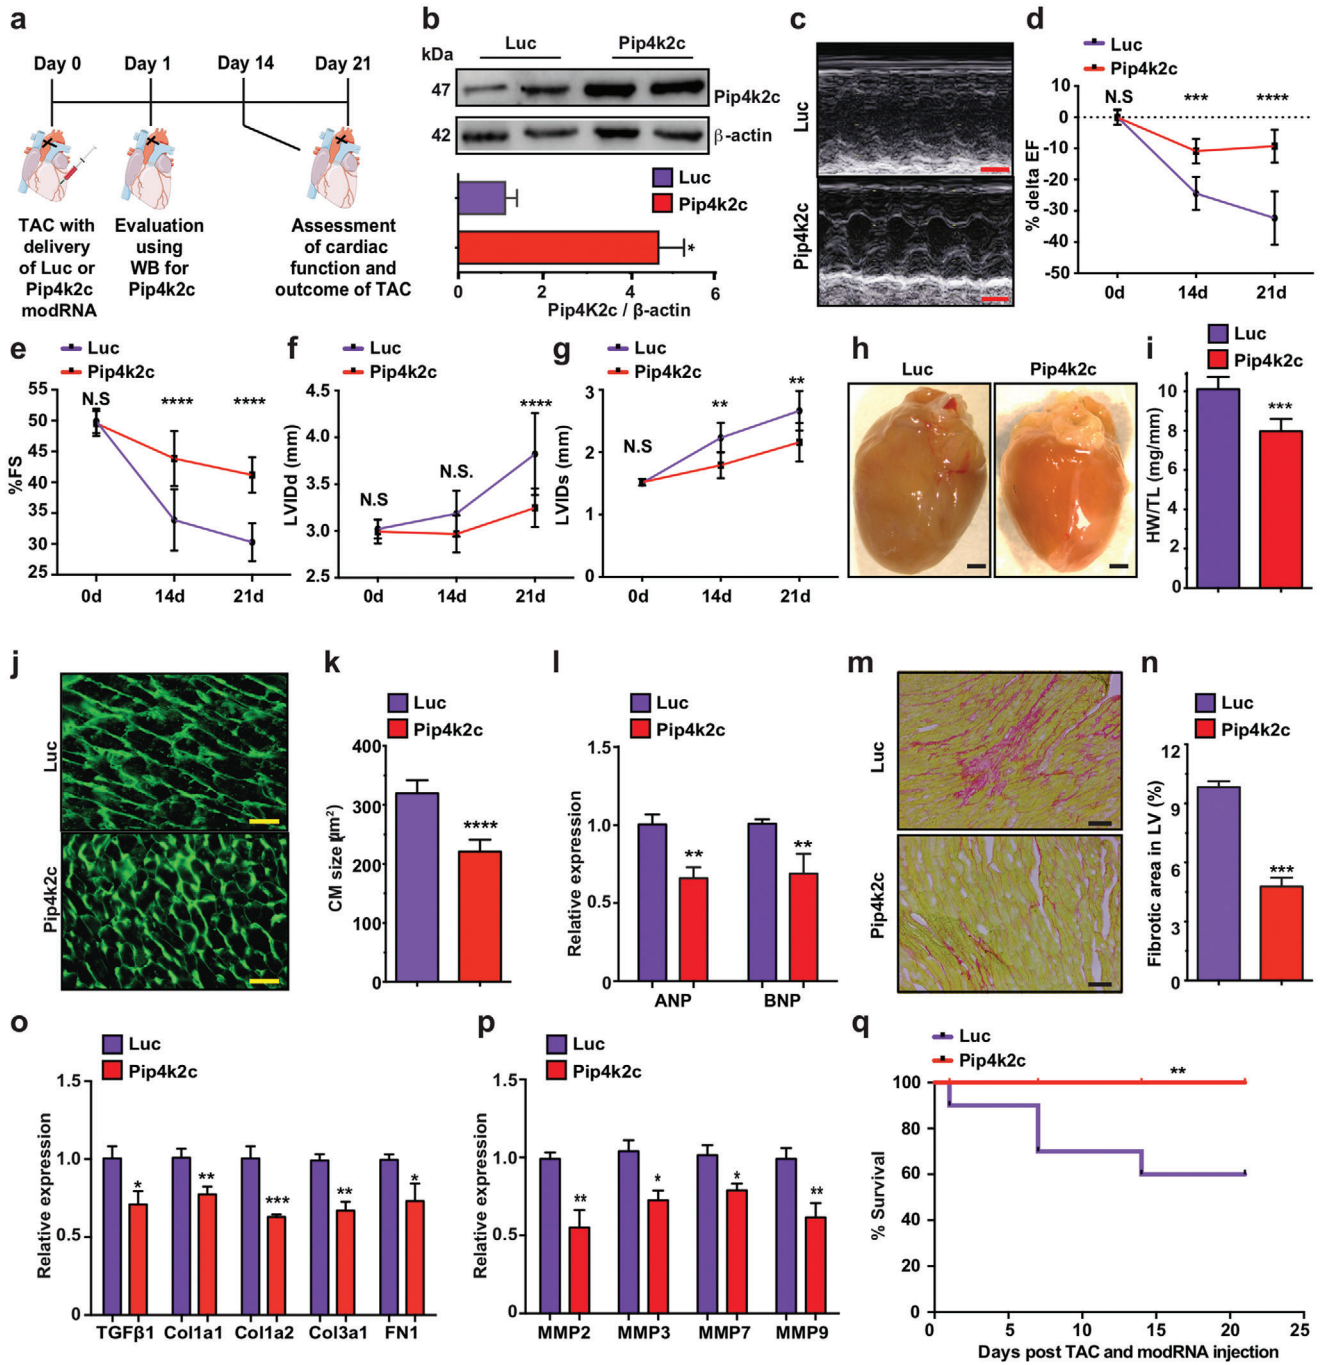 a
Day 0
Day 1
Day 14
Day 21
TAC with
delivery
of Luc or
Pip4k2c
modRNA
Evaluation
using
WB for
Pip4k2c
Assessment
of cardiac
function and
outcome of TAC
b
kDa
Luc
Pip4k2c
47
Pip4k2c
42
β-actin
Luc
Pip4k2c
*
0
2
4
6
Pip4K2c / β-actin
c
Luc
Pip4k2c
d
Luc
Pip4k2c
% delta EF
10
0
-10
-20
-30
-40
-50
N.S
***
****
0d
14d
21d
e
Luc
Pip4k2c
%FS
55
50
45
40
35
30
25
N.S
****
****
0d
14d
21d
f
Luc
Pip4k2c
LVIDd (mm)
4.5
4.0
3.5
3.0
2.5
N.S
N.S.
****
0d
14d
21d
g
Luc
Pip4k2c
LVIDs (mm)
3
2
1
0
N.S
**
**
0d
14d
21d
h
Luc
Pip4k2c
i
Luc
Pip4k2c
HW/TL (mg/mm)
10
8
6
4
2
0
***
j
Luc
Pip4k2c
k
Luc
Pip4k2c
CM size (µm²)
400
300
200
100
0
****
l
Luc
Pip4k2c
Relative expression
1.5
1.0
0.5
0
**
**
ANP
BNP
m
Luc
Pip4k2c
n
Luc
Pip4k2c
Fibrotic area in LV (%)
12
9
6
3
0
***
o
Luc
Pip4k2c
Relative expression
1.5
1.0
0.5
0
*
**
***
**
*
TGFβ1
Col1a1
Col1a2
Col3a1
FN1
p
Luc
Pip4k2c
Relative expression
1.5
1.0
0.5
0
**
*
*
**
MMP2
MMP3
MMP7
MMP9
q
Luc
Pip4k2c
% Survival
100
80
60
40
20
0
**
0
5
10
15
20
25
Days post TAC and modRNA injection